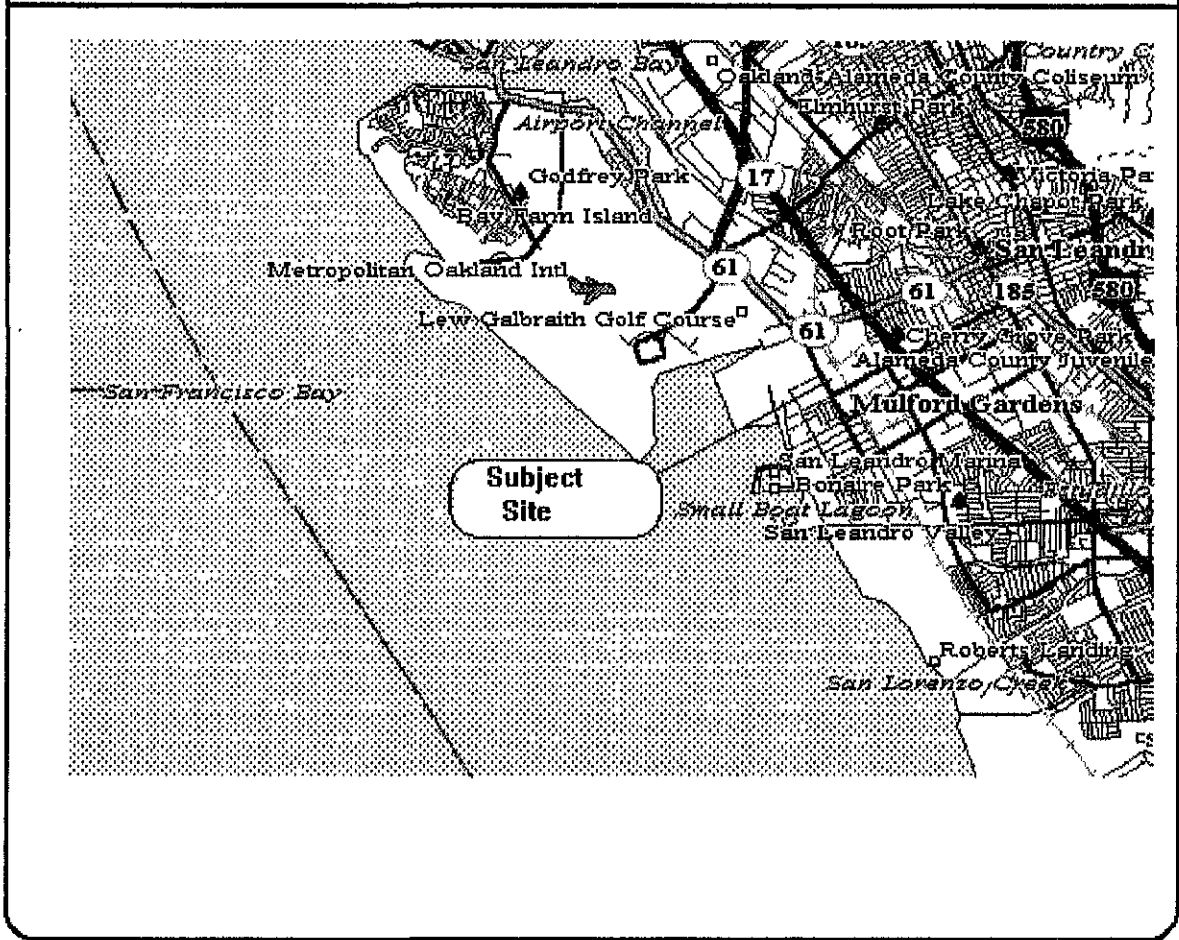 Country C
San Leandro Bay
Oakland-Alameda County Coliseum
Elmhurst Park
Airport Channel
580
17
Godfrey Park
Victoria Pa
Lake Chabot Park
Bay Farm Island
Root Park
San Leandr
Metropolitan Oakland Intl
61
61
185
580
Lew Galbraith Golf Course
61
Cherry Grove Park
Alameda County Juvenile
San Francisco Bay
Mulford Gardens
San Leandro Marina
Subject
Site
Bonaire Park
Small Boat Lagoon
San Leandro Valley
Roberts Landing
San Lorenzo Creek